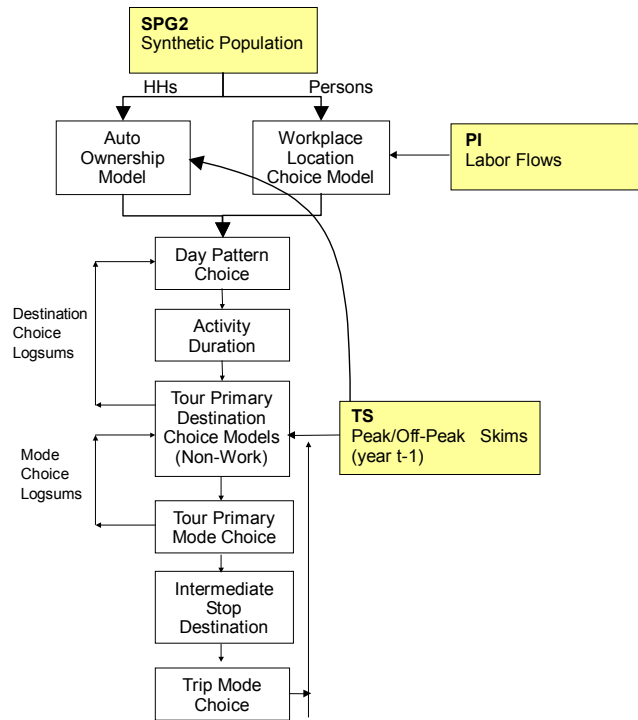 SPG2
Synthetic Population
HHs
Persons
Auto
Ownership
Model
Workplace
Location
Choice Model
PI
Labor Flows
Day Pattern
Choice
Destination
Choice
Logsums
Activity
Duration
Tour Primary
Destination
Choice Models
(Non-Work)
TS
Peak/Off-Peak Skims
(year t-1)
Mode
Choice
Logsums
Tour Primary
Mode Choice
Intermediate
Stop
Destination
Trip Mode
Choice